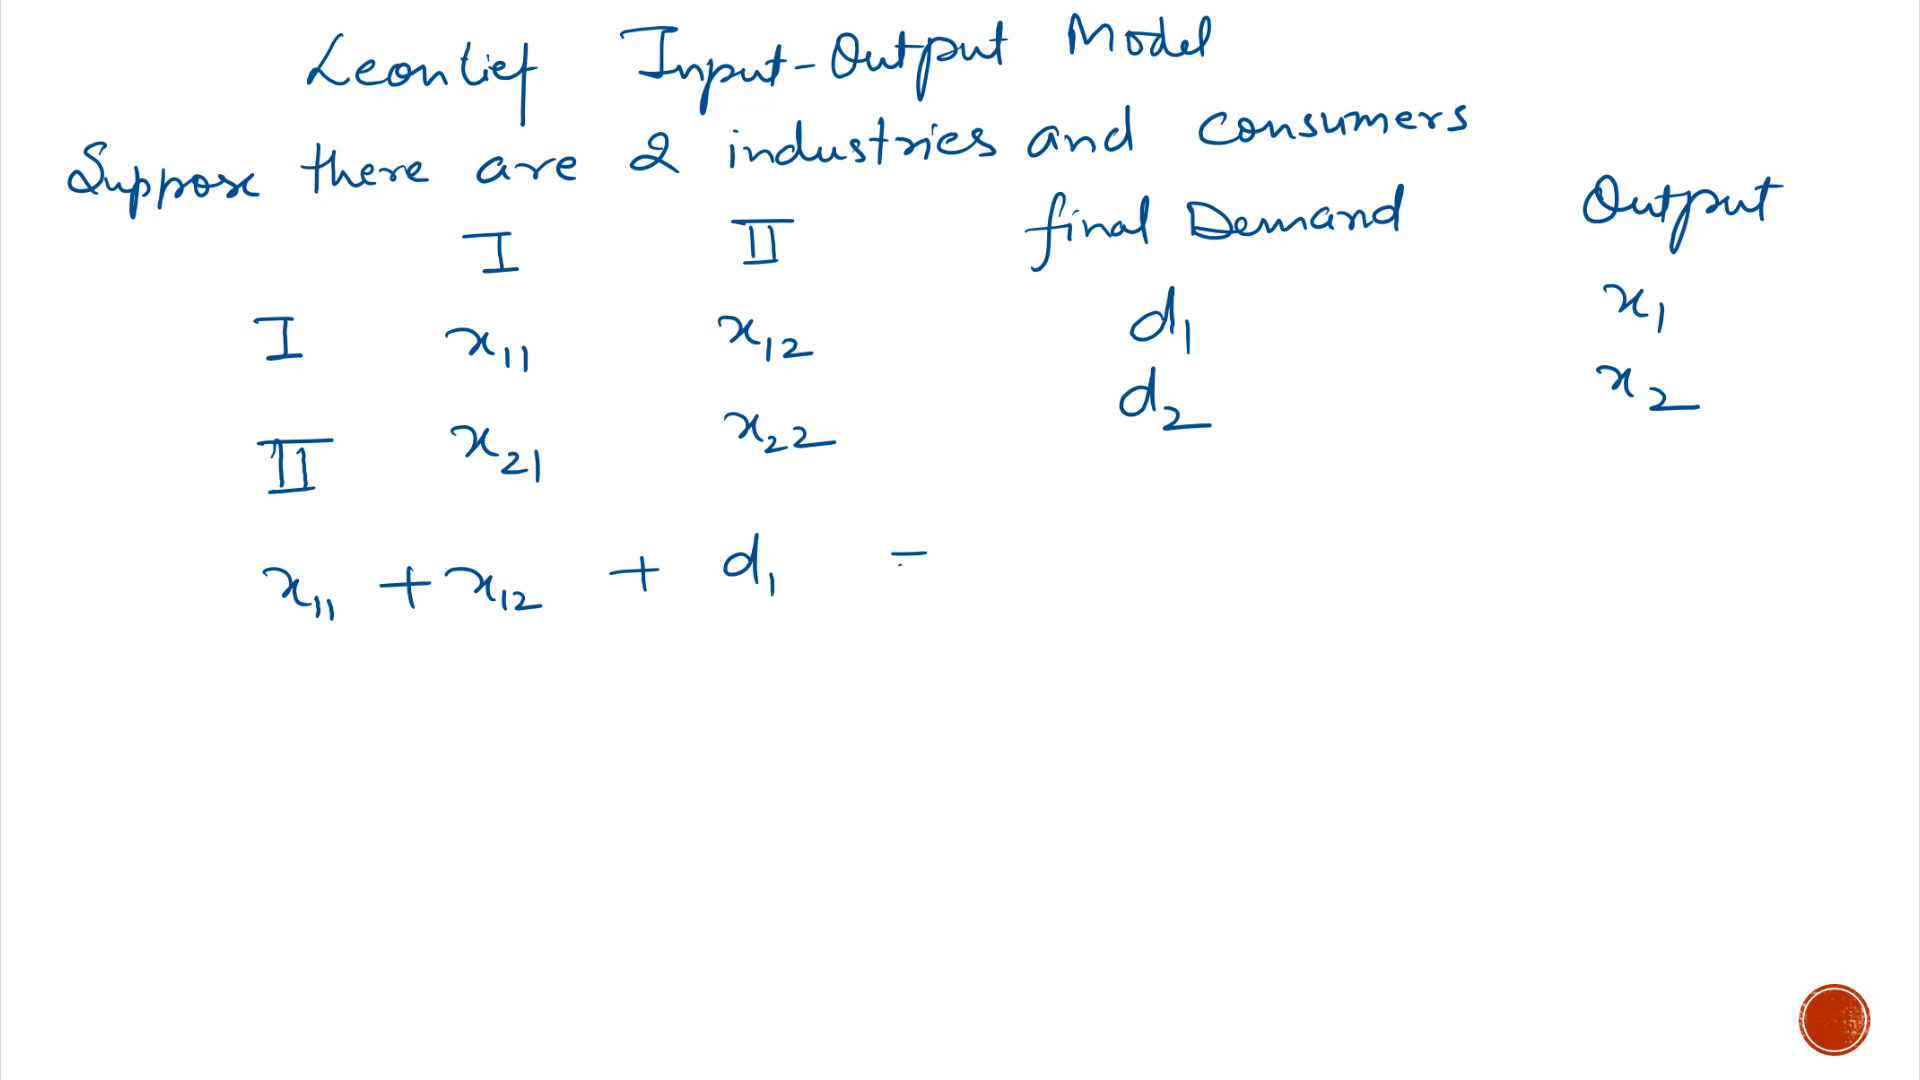 Leontief Input-Output Model
Suppose there are 2 industries and consumers
I II final Demand Output
I x₁₁ x₁₂ d₁ x₁
II x₂₁ x₂₂ d₂ x₂
x₁₁ + x₁₂ + d₁ =